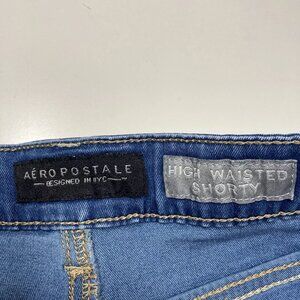 AÉROPOSTALE
DESIGNED IN NYC
HIGH WAISTED
SHORTY